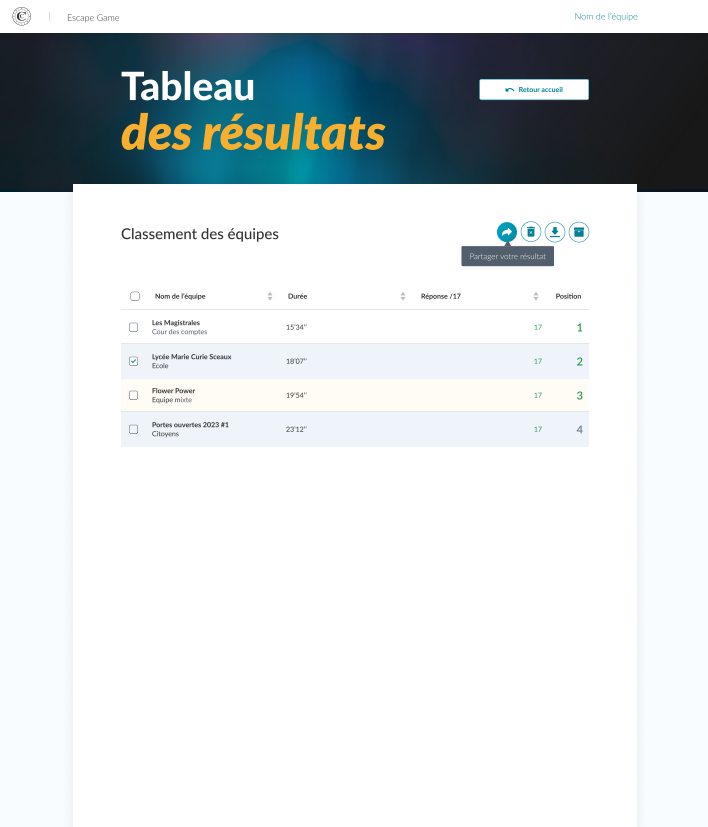 C
Escape Game
Nom de l'équipe
Tableau
des résultats
Retour accueil
Classement des équipes
Partager votre résultat
Nom de l'équipe Durée Réponse /17 Position
Les Magistrales
Cour des comptes
15'34" 17 1
Lycée Marie Curie Sceaux
Ecole
18'07" 17 2
Flower Power
Equipe mixte
19'54" 17 3
Portes ouvertes 2023 #1
Citoyens
23'12" 17 4